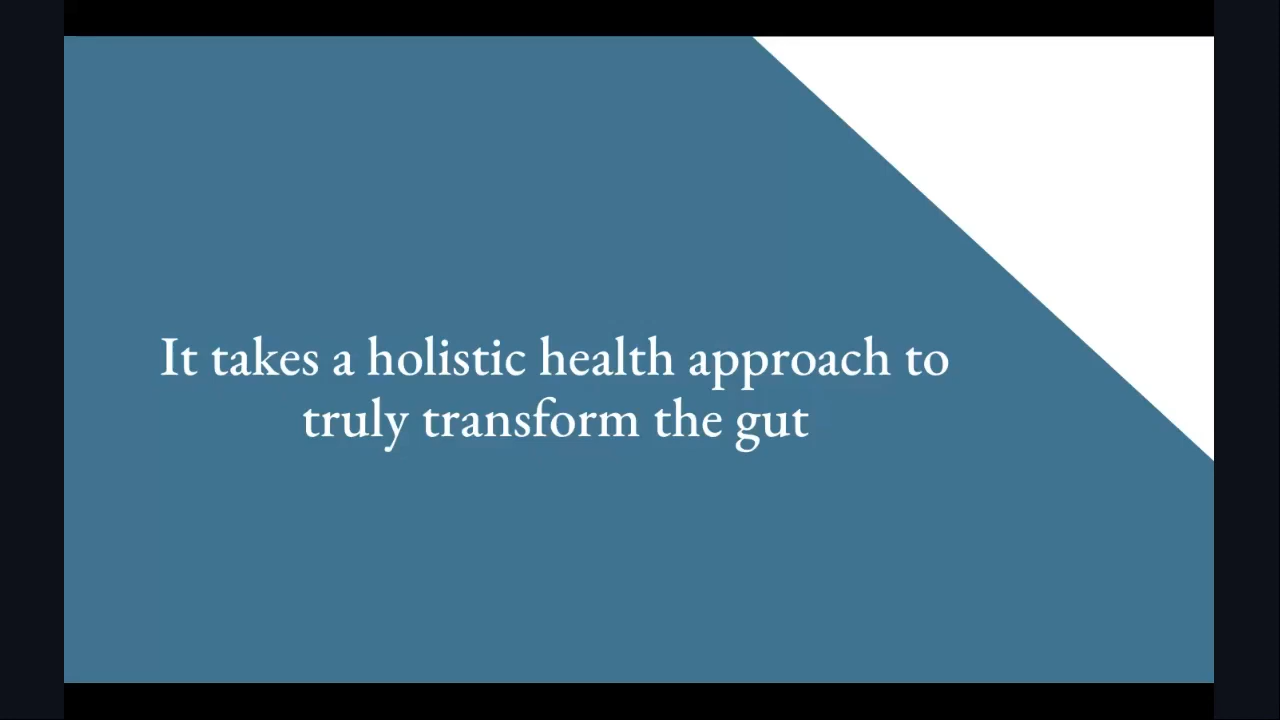 It takes a holistic health approach to
truly transform the gut